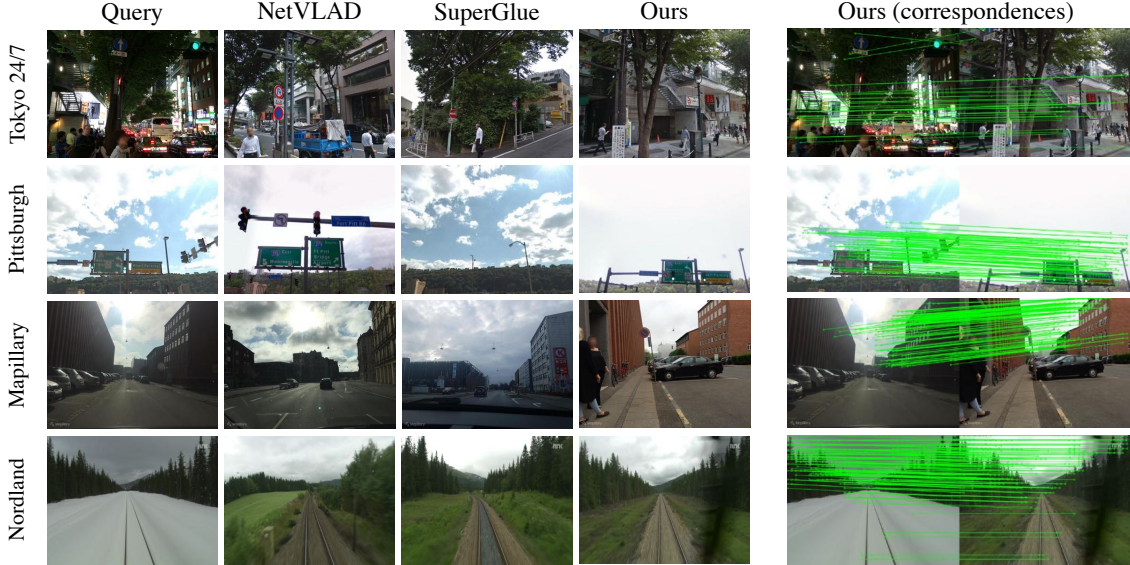 Query NetVLAD SuperGlue Ours Ours (correspondences)
Tokyo 24/7
Pittsburgh
Mapillary
Nordland